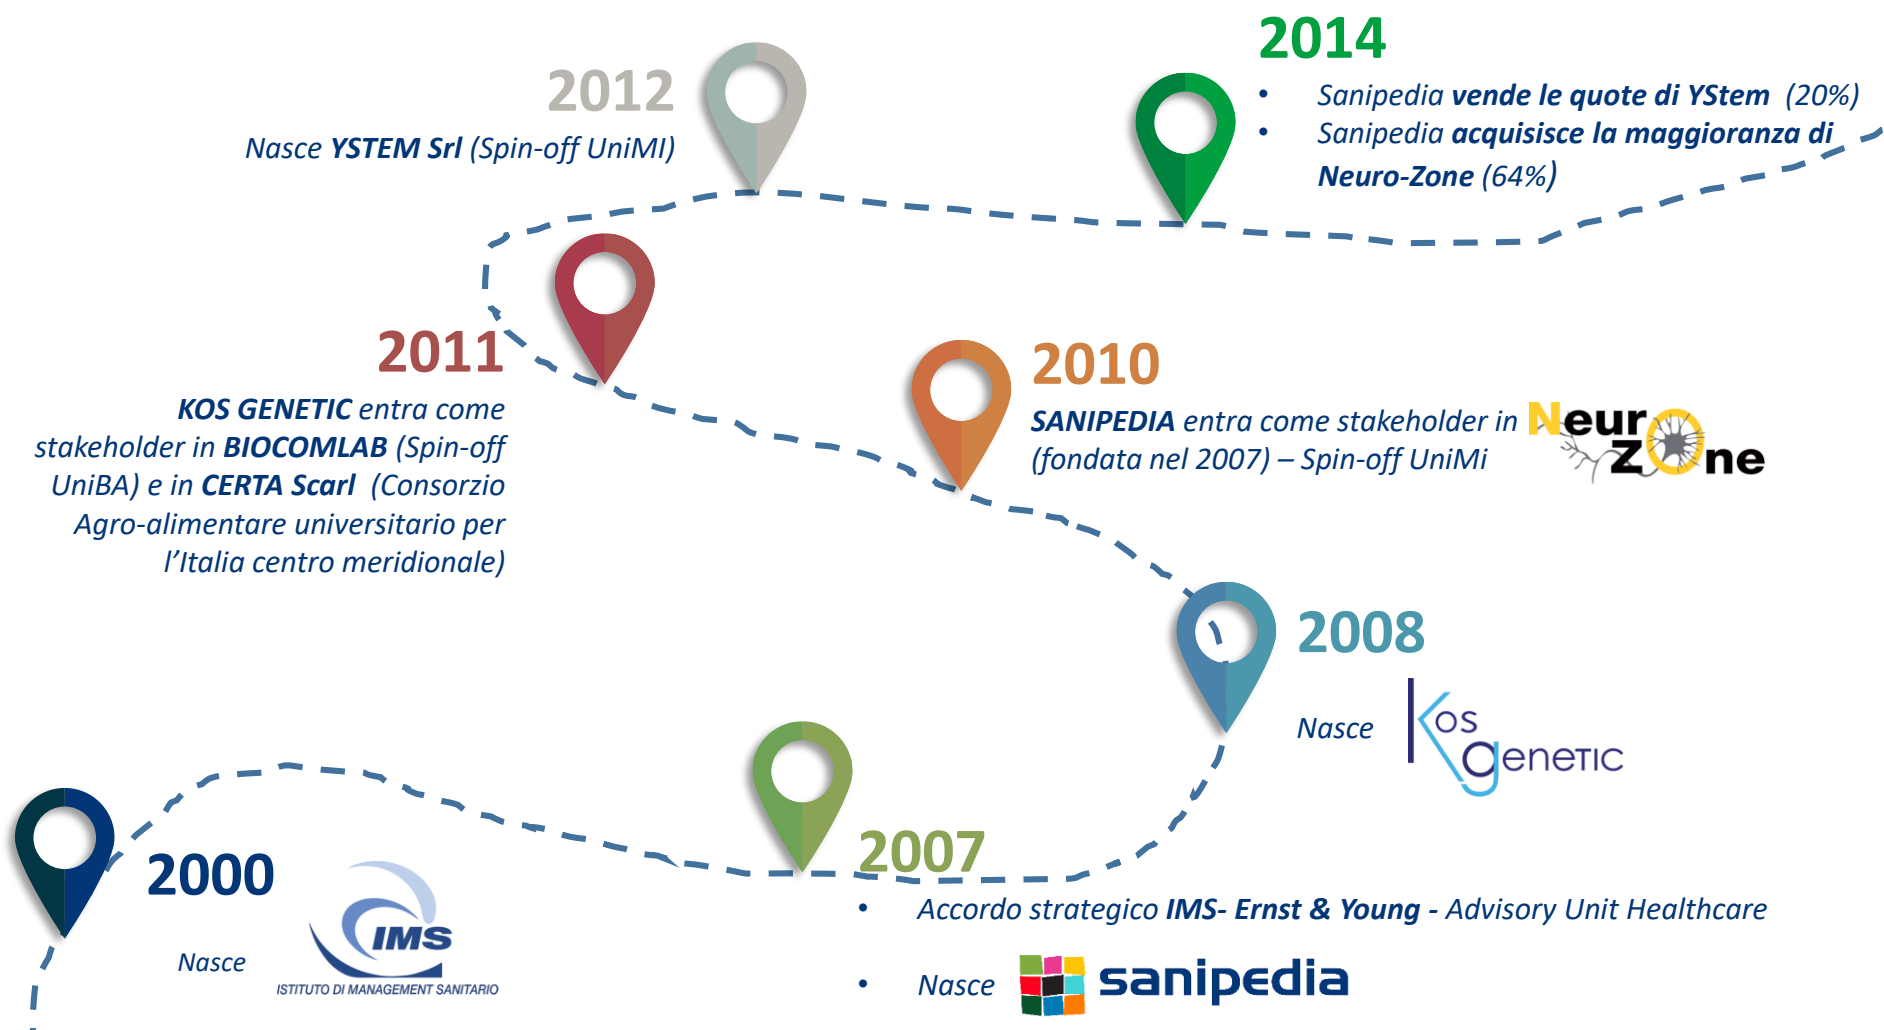 2014
• Sanipedia vende le quote di YStem (20%)
• Sanipedia acquisisce la maggioranza di
Neuro-Zone (64%)
2012
Nasce YSTEM Srl (Spin-off UniMI)
2011
KOS GENETIC entra come
stakeholder in BIOCOMLAB (Spin-off
UniBA) e in CERTA Scarl (Consorzio
Agro-alimentare universitario per
l’Italia centro meridionale)
2010
SANIPEDIA entra come stakeholder in
(fondata nel 2007) – Spin-off UniMi
Neuro
Zone
2008
Nasce
Kos
genetic
2007
• Accordo strategico IMS- Ernst & Young - Advisory Unit Healthcare
• Nasce sanipedia
2000
Nasce
IMS
ISTITUTO DI MANAGEMENT SANITARIO